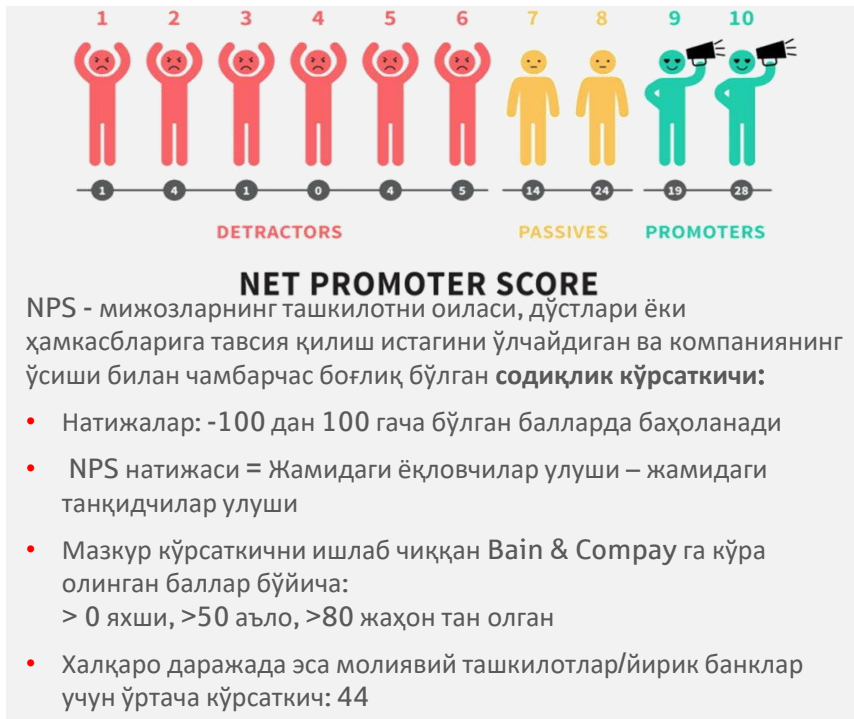 1 2 3 4 5 6 7 8 9 10
1 4 1 0 4 5 14 24 19 28
DETRACTORS PASSIVES PROMOTERS
NET PROMOTER SCORE
NPS - мижозларнинг ташкилотни оиласи, дўстлари ёки
ҳамкасбларига тавсия қилиш истагини ўлчайдиган ва компаниянинг
ўсиши билан чамбарчас боғлиқ бўлган содиқлик кўрсаткичи:
• Натижалар: -100 дан 100 гача бўлган балларда баҳоланади
• NPS натижаси = Жамидаги ёқловчилар улуши – жамидаги
танқидчилар улуши
• Мазкур кўрсаткични ишлаб чиққан Bain & Compay га кўра
олинган баллар бўйича:
> 0 яхши, >50 аъло, >80 жаҳон тан олган
• Халқаро даражада эса молиявий ташкилотлар/йирик банклар
учун ўртача кўрсаткич: 44